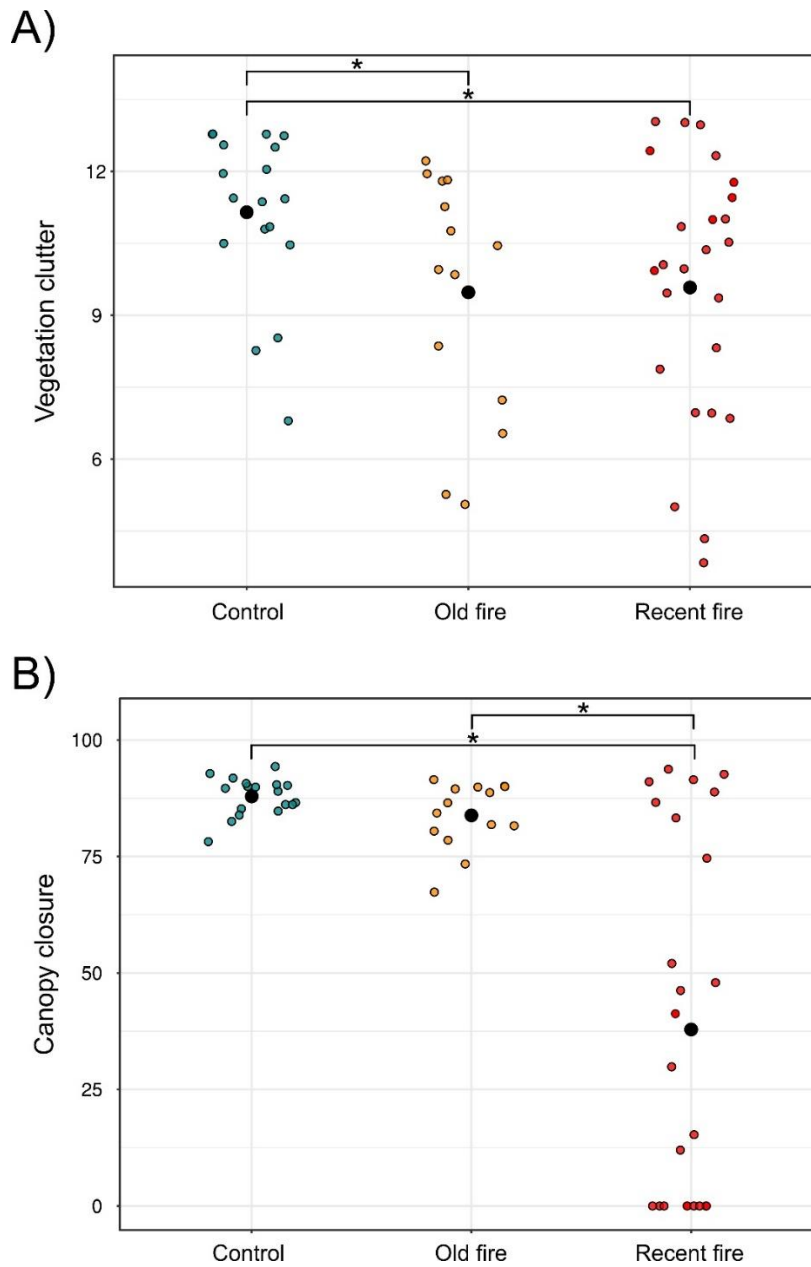 A)
*
*
Vegetation clutter
12
9
6
Control Old fire Recent fire
B)
*
*
Canopy closure
100
75
50
25
0
Control Old fire Recent fire